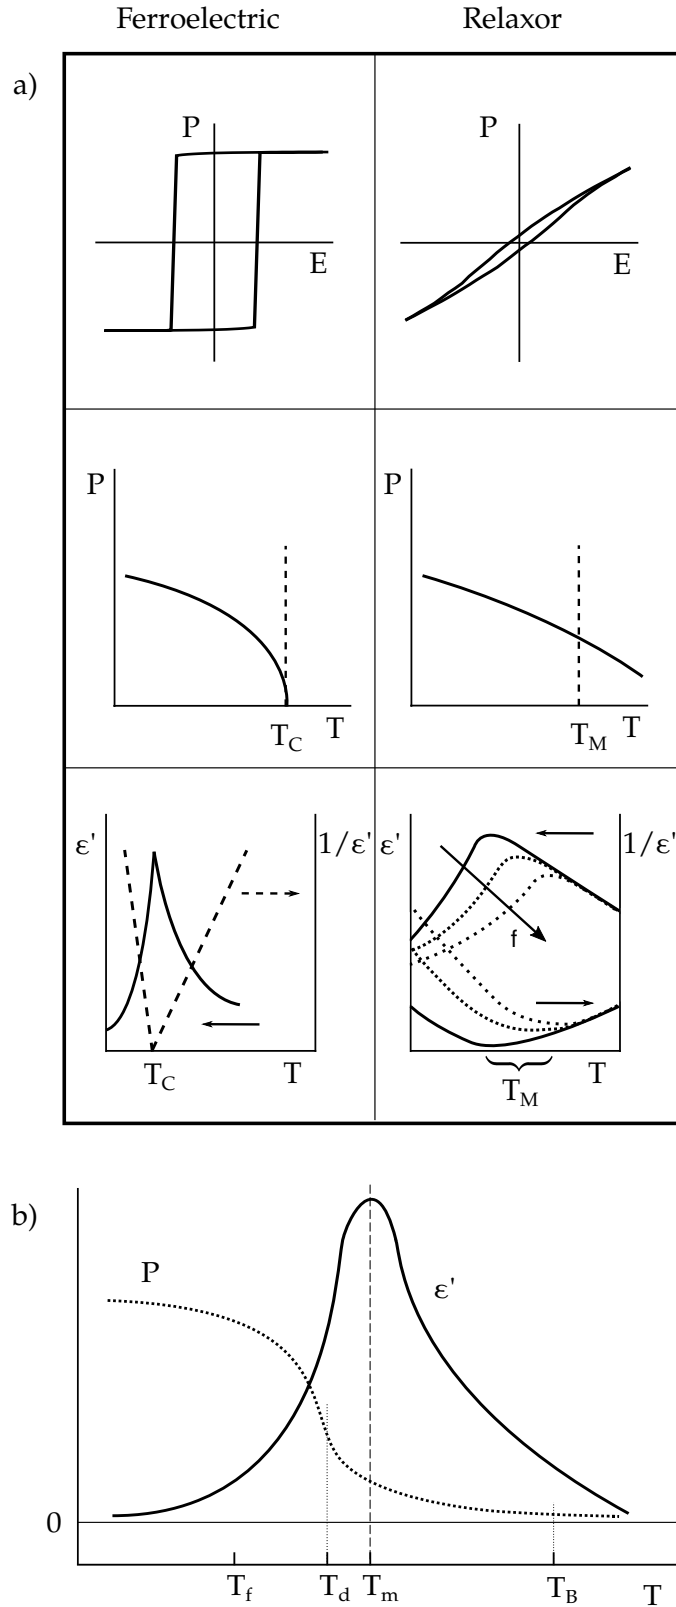 Ferroelectric Relaxor
a)
P P
E E
P P
T_C T T_M T
ε' 1/ε' ε' 1/ε'
f
T_C T T_M T
b)
P
ε'
0
T_f T_d T_m T_B T